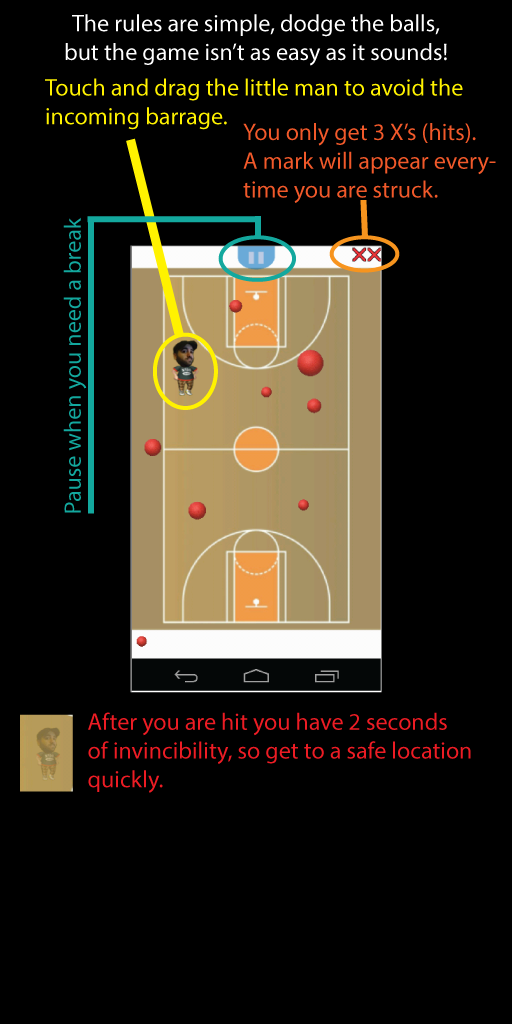 The rules are simple, dodge the balls,
but the game isn't as easy as it sounds!
Touch and drag the little man to avoid the
incoming barrage.
You only get 3 X's (hits).
A mark will appear every-
time you are struck.
Pause when you need a break
After you are hit you have 2 seconds
of invincibility, so get to a safe location
quickly.